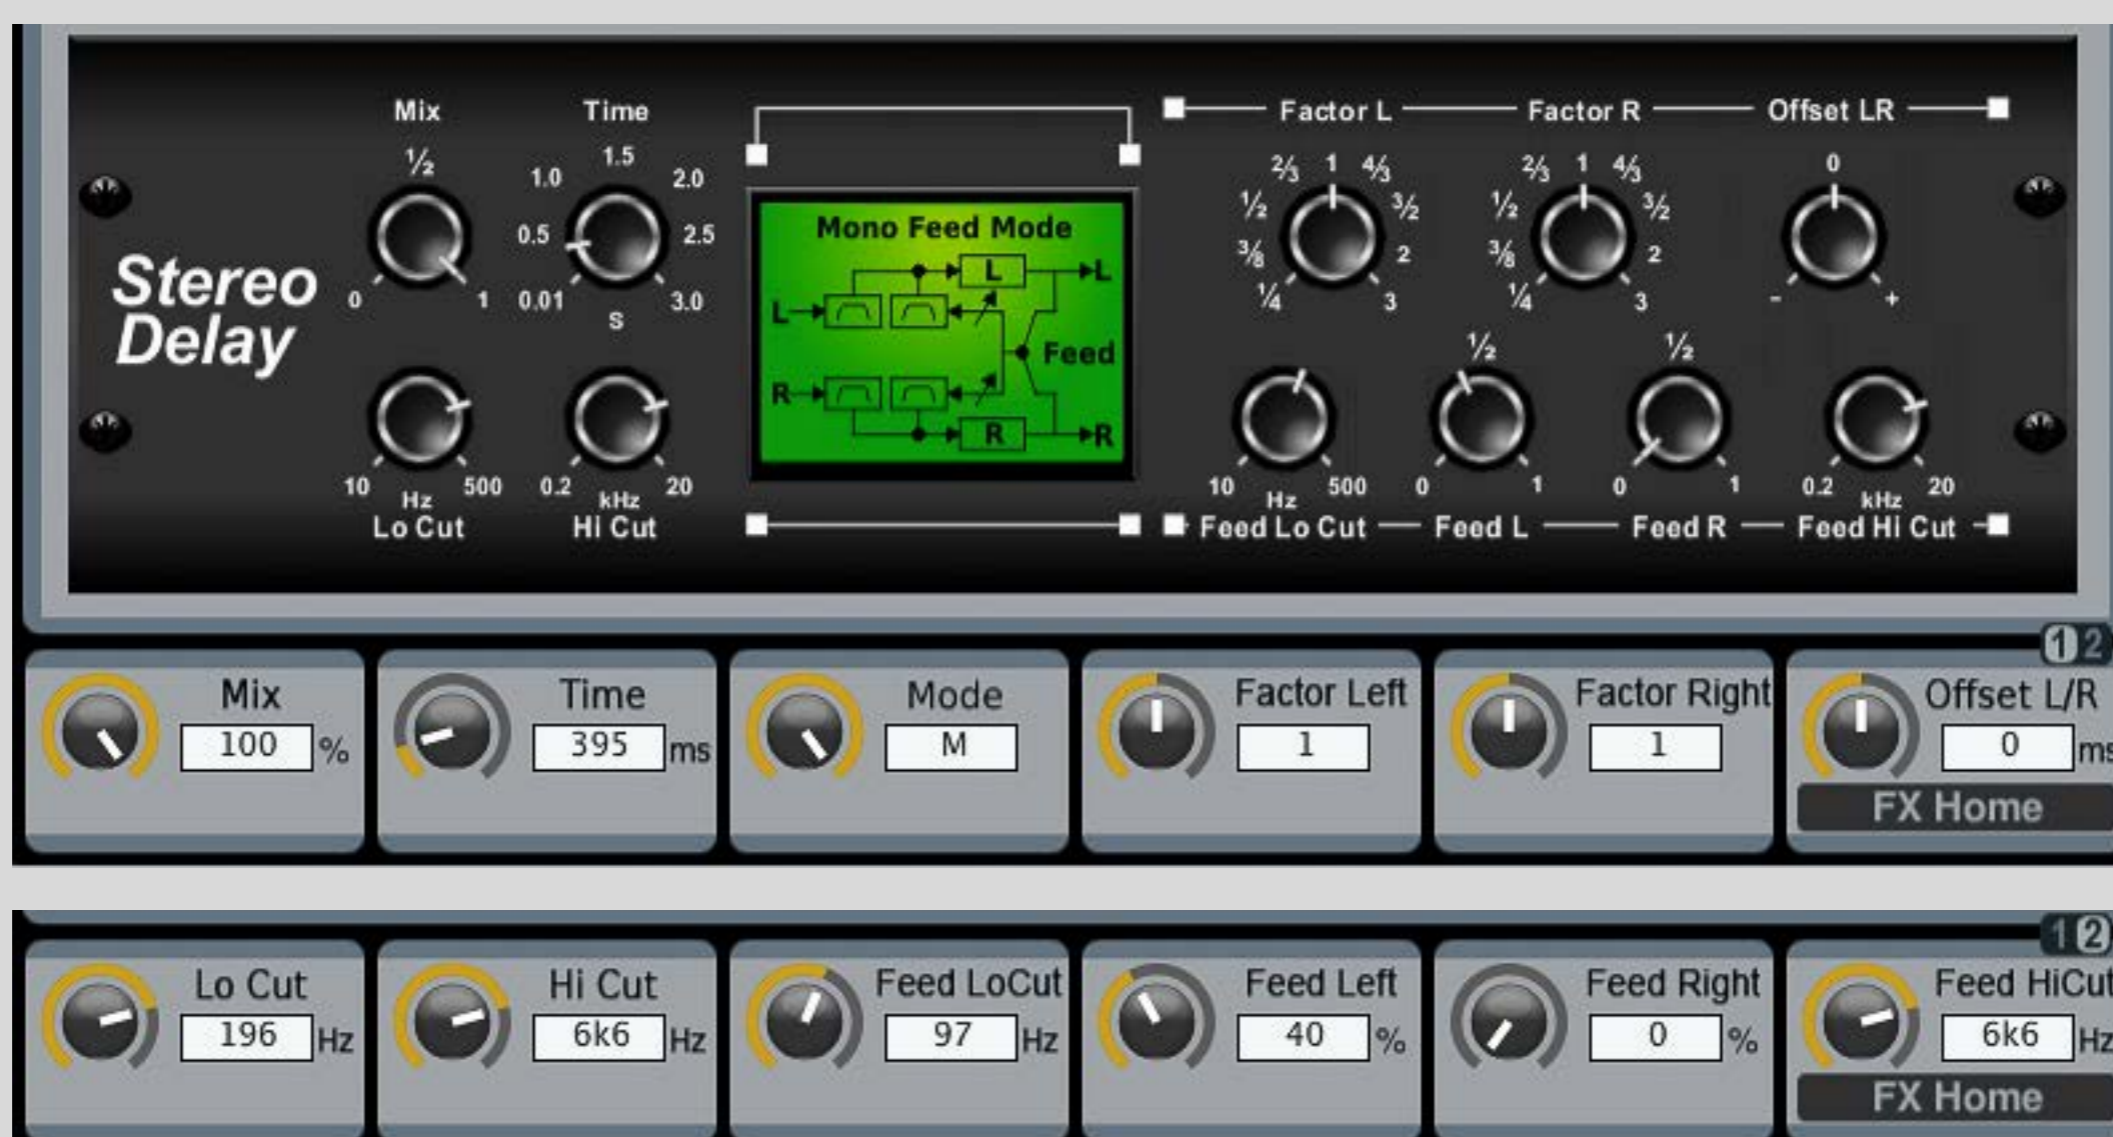 Mix Time Factor L Factor R Offset LR
½ 0 1
0.01 0.5 1.0 1.5 2.0 2.5 3.0 S
¼ ⅜ ½ ⅔ 1 4/3 3/2 2 3
¼ ⅜ ½ ⅔ 1 4/3 3/2 2 3
0 - +
Stereo
Delay
Mono Feed Mode
L L L
Feed
R R R
10 Hz 500 0.2 kHz 20
Lo Cut Hi Cut
½ ½
10 Hz 500 0 1 0 1 0.2 kHz 20
Feed Lo Cut Feed L Feed R Feed Hi Cut
1 2
Mix Time Mode Factor Left Factor Right Offset L/R
100 % 395 ms M 1 1 0 ms
FX Home
1 2
Lo Cut Hi Cut Feed LoCut Feed Left Feed Right Feed HiCut
196 Hz 6k6 Hz 97 Hz 40 % 0 % 6k6 Hz
FX Home